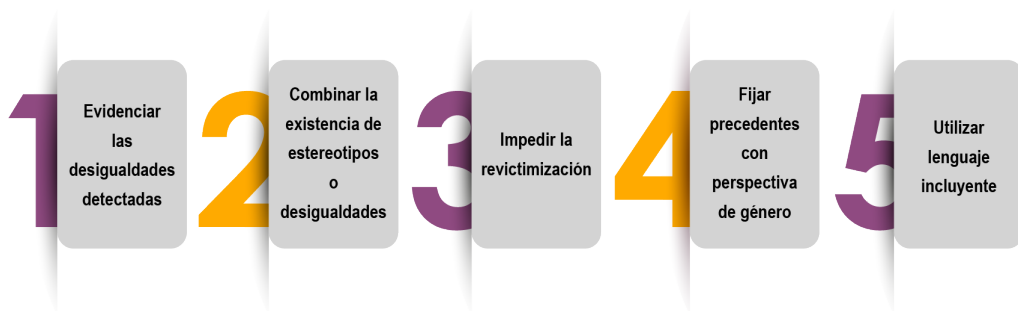 1
Evidenciar
las
desigualdades
detectadas
2
Combinar la
existencia de
estereotipos
o
desigualdades
3
Impedir la
revictimización
4
Fijar
precedentes
con
perspectiva
de género
5
Utilizar
lenguaje
incluyente